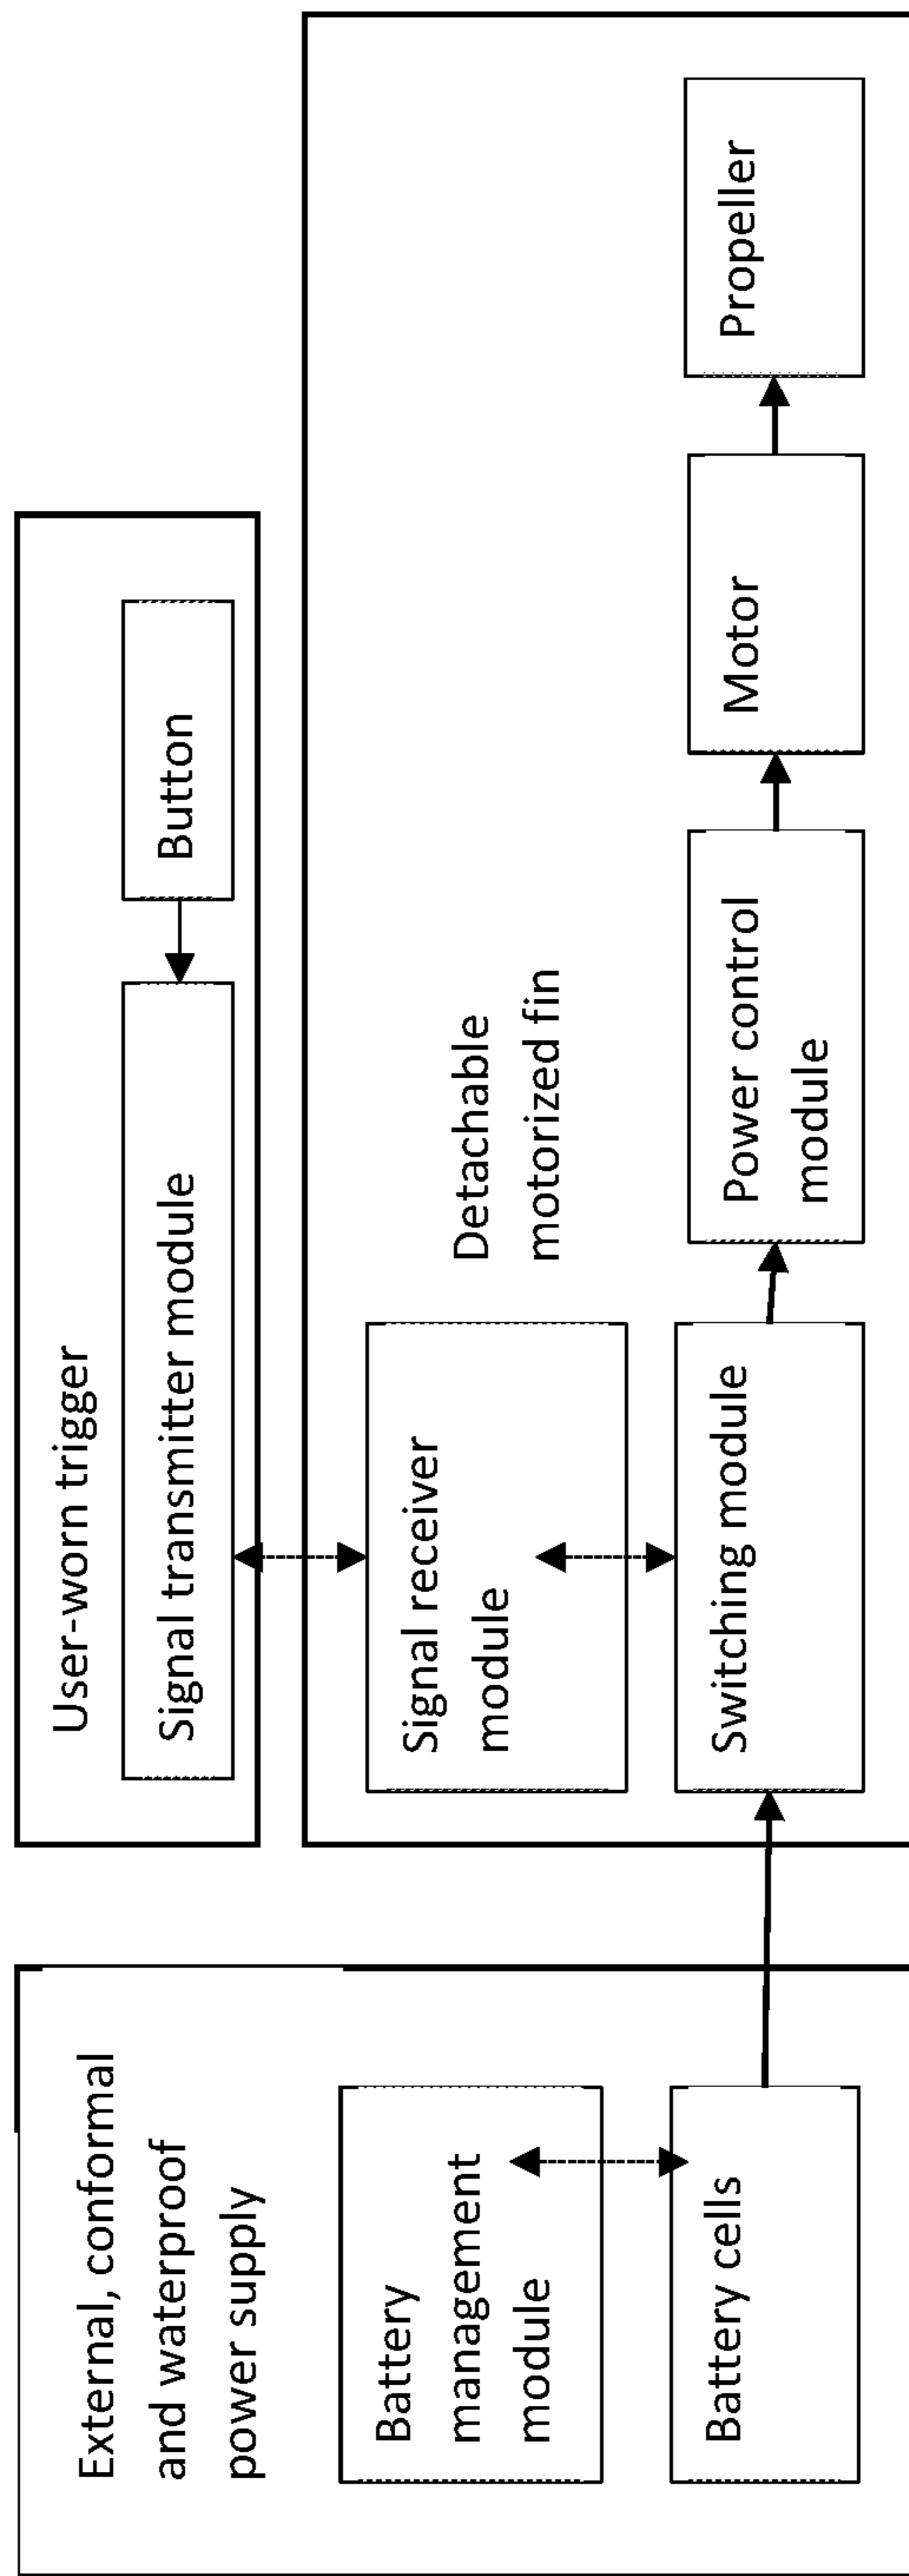 External, conformal
and waterproof
power supply
Battery
management
module
Battery cells
User-worn trigger
Signal transmitter module
Button
Detachable
motorized fin
Signal receiver
module
Switching module
Power control
module
Motor
Propeller